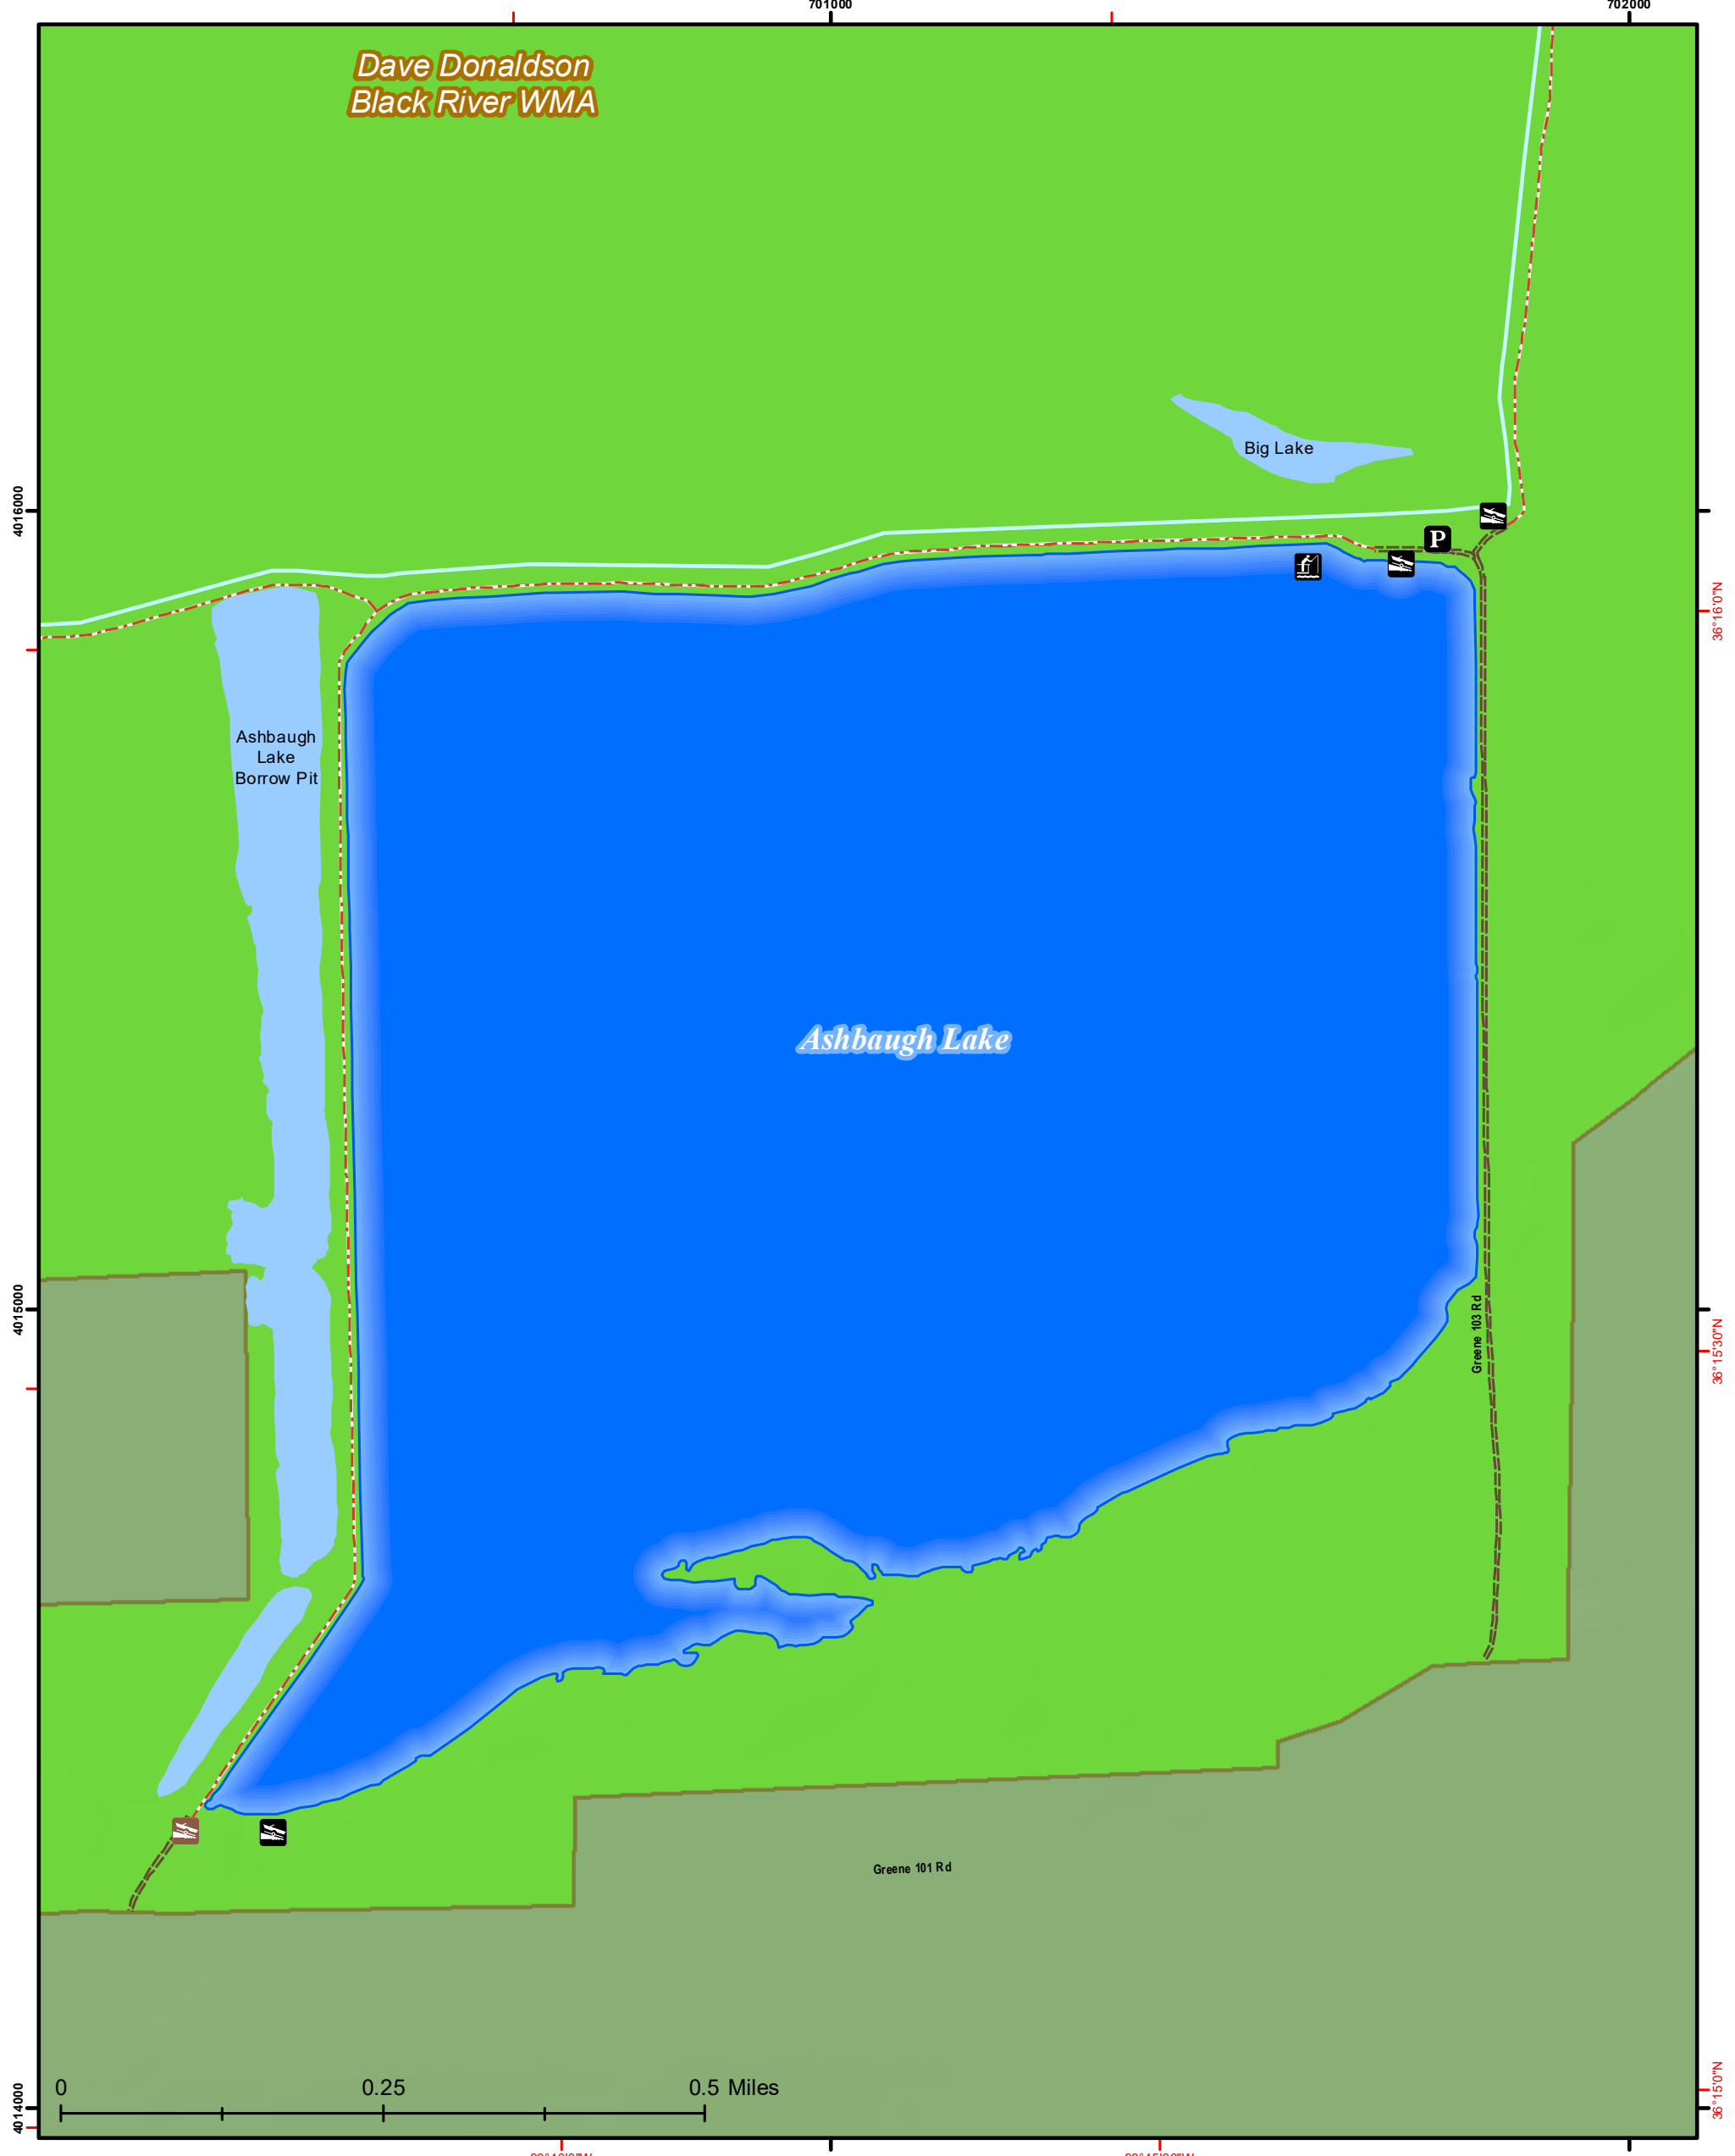 701000
702000
Dave Donaldson
Black River WMA
Big Lake
4016000
P
36°16'0"N
Ashbaugh
Lake
Borrow Pit
Ashbaugh Lake
4015000
Greene 103 Rd
36°15'30"N
Greene 101 Rd
0
0.25
0.5 Miles
4014000
36°15'0"N